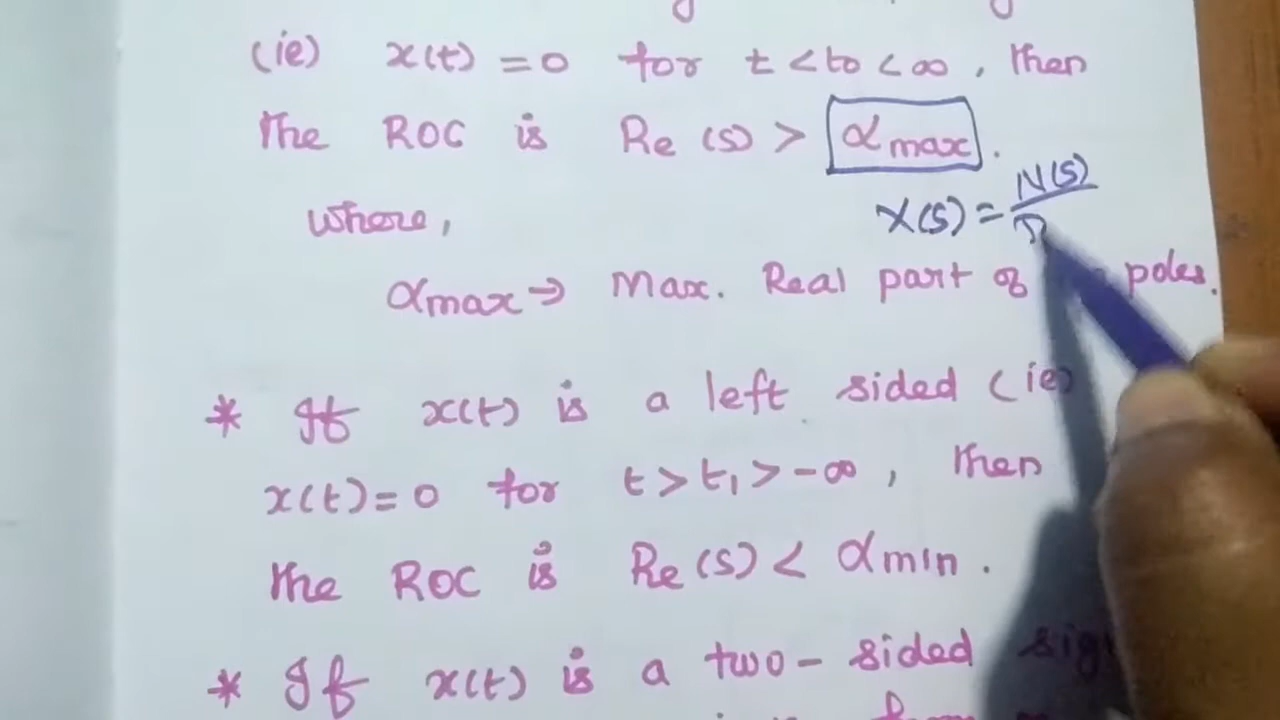 (ie) x(t) = 0 for t < to < ∞, then
the ROC is Re (s) > αmax.
X(s) = N(s)
where,
αmax → Max. Real part of poles.
* If x(t) is a left sided (ie)
x(t) = 0 for t > t1 > -∞, then
the ROC is Re(s) < αmin.
* If x(t) is a two-sided